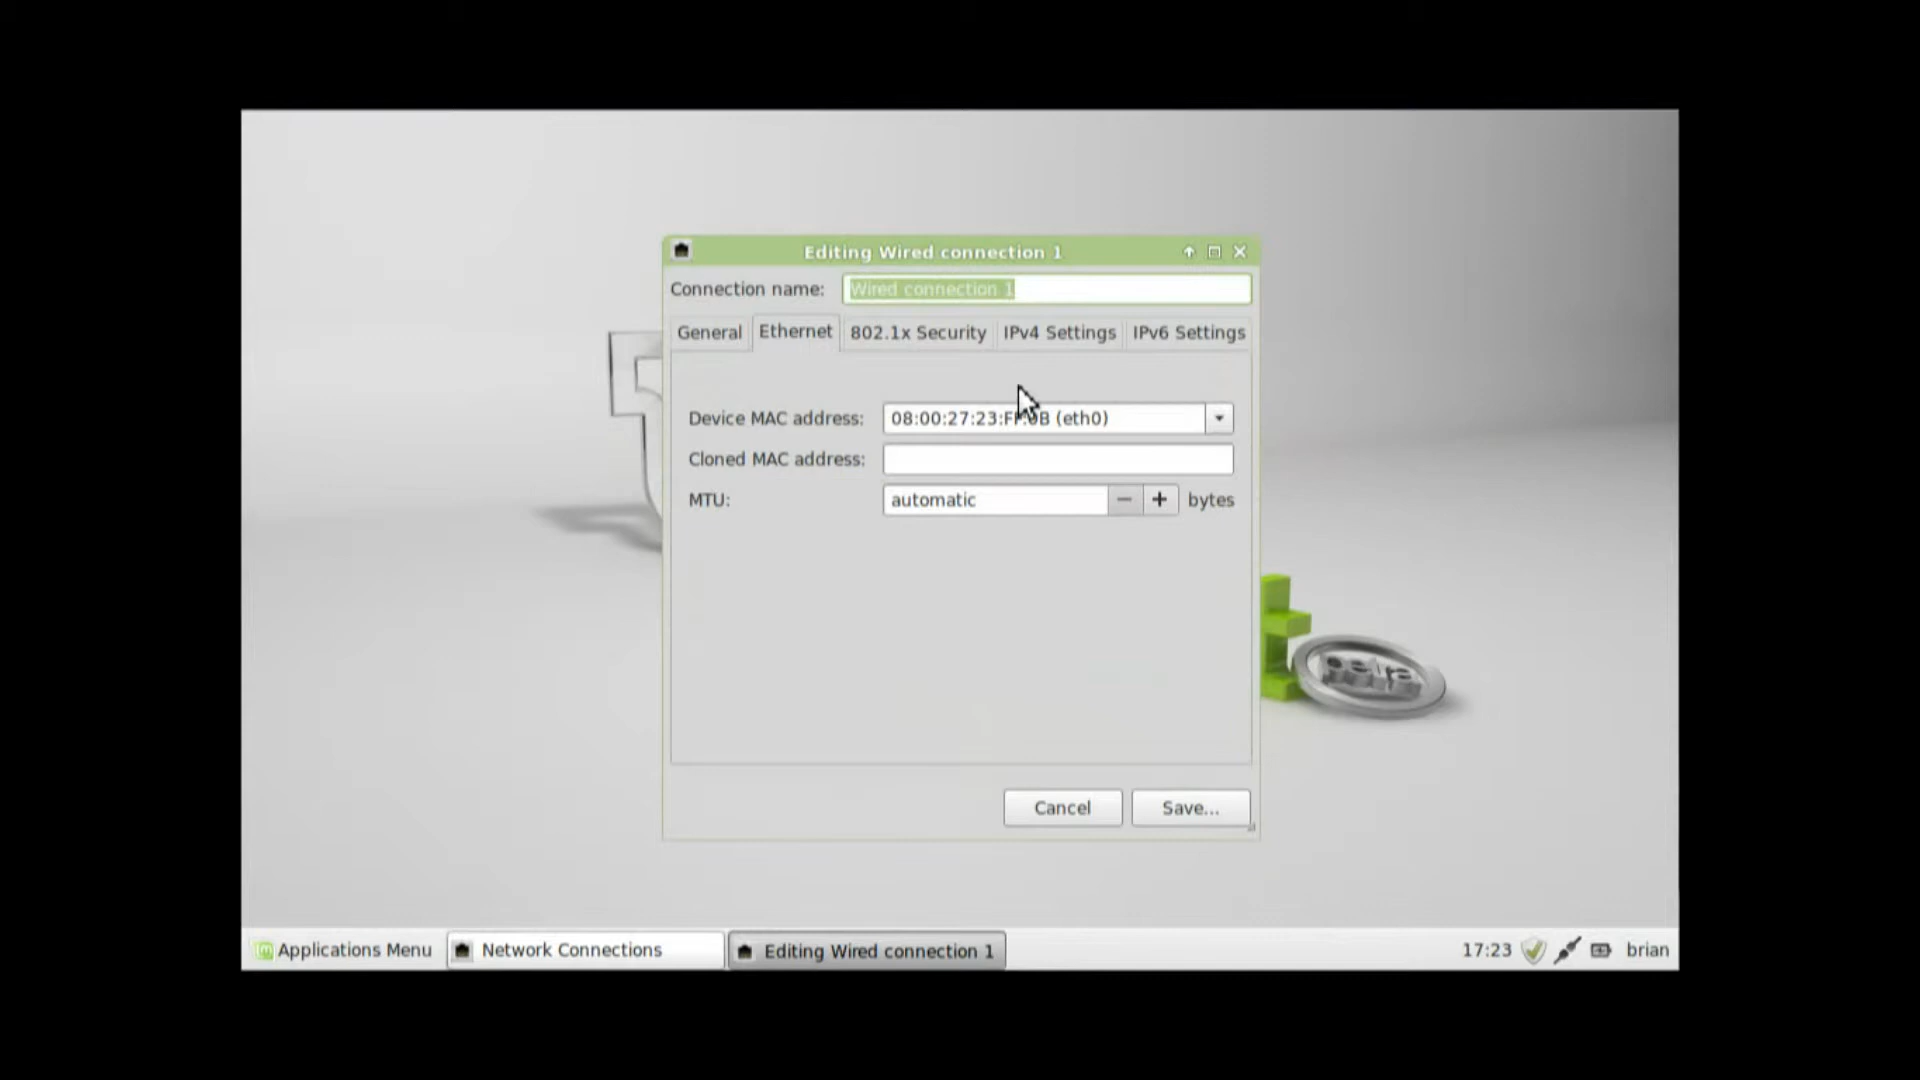 Editing Wired connection 1
Connection name: Wired connection 1
General Ethernet 802.1x Security IPv4 Settings IPv6 Settings
Device MAC address: (eth0)
Cloned MAC address:
MTU: automatic − + bytes
Cancel Save...
Applications Menu Network Connections Editing Wired connection 1 17:23 brian